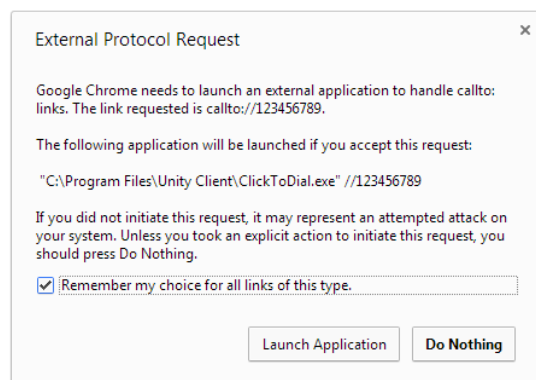 External Protocol Request
Google Chrome needs to launch an external application to handle callto:
links. The link requested is callto://123456789.
The following application will be launched if you accept this request:
"C:\Program Files\Unity Client\ClickToDial.exe" //123456789
If you did not initiate this request, it may represent an attempted attack on
your system. Unless you took an explicit action to initiate this request, you
should press Do Nothing.
Remember my choice for all links of this type.
Launch Application Do Nothing